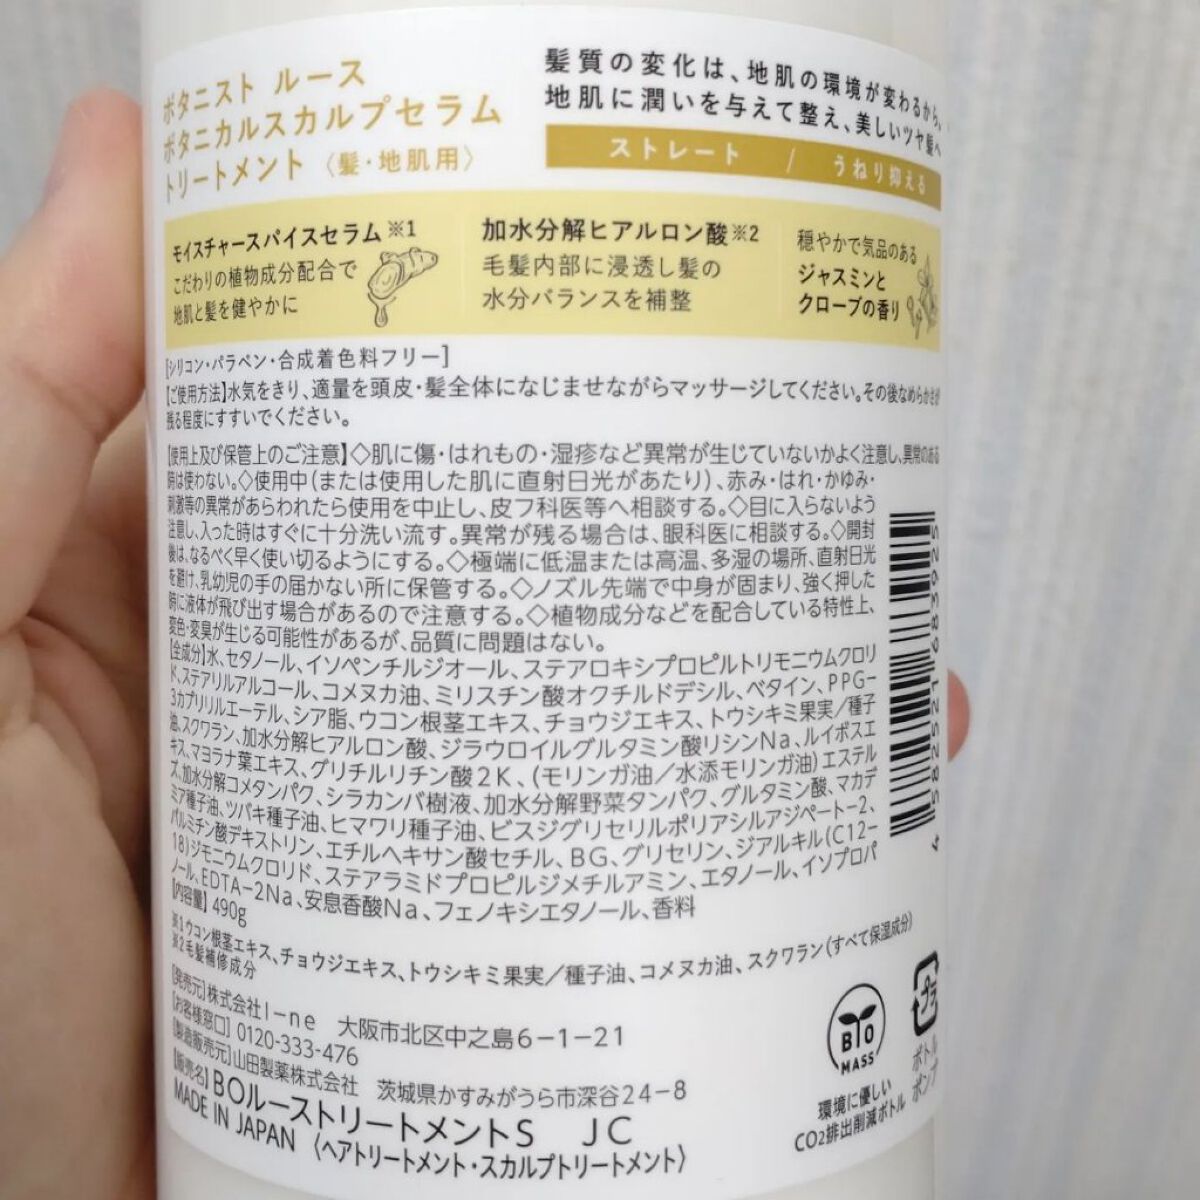 ボタニスト ルース
ボタニカルスカルプセラム
トリートメント〈髪・地肌用〉
髪質の変化は、地肌の環境が変わるから。
地肌に潤いを与えて整え、美しいツヤ髪へ
ストレート / うねり抑える
モイスチャースパイスセラム※1
こだわりの植物成分配合で
地肌と髪を健やかに
加水分解ヒアルロン酸※2
毛髪内部に浸透し髪の
水分バランスを補整
穏やかで気品のある
ジャスミンと
クローブの香り
[シリコン・パラベン・合成着色料フリー]
【ご使用方法】水気をきり、適量を頭皮・髪全体になじませながらマッサージしてください。その後なめらかさが
残る程度にすすいでください。
【使用上及び保管上のご注意】◇肌に傷・はれもの・湿疹など異常が生じていないかよく注意し、異常のある
時は使わない。◇使用中(または使用した肌に直射日光があたり)、赤み・はれ・かゆみ・
刺激等の異常があらわれたら使用を中止し、皮フ科医等へ相談する。◇目に入らないよう
注意し、入った時はすぐに十分洗い流す。異常が残る場合は、眼科医に相談する。◇開封
後は、なるべく早く使い切るようにする。◇極端に低温または高温、多湿の場所、直射日光
を避け、乳幼児の手の届かない所に保管する。◇ノズル先端で中身が固まり、強く押した
時に液体が飛び出す場合があるので注意する。◇植物成分などを配合している特性上、
変色・変臭が生じる可能性があるが、品質に問題はない。
【全成分】水、セタノール、イソペンチルジオール、ステアロキシプロピルトリモニウムクロリ
ド、ステアリルアルコール、コメヌカ油、ミリスチン酸オクチルドデシル、ベタイン、PPG-
3カプリリルエーテル、シア脂、ウコン根茎エキス、チョウジエキス、トウシキミ果実/種子
油、スクワラン、加水分解ヒアルロン酸、ジラウロイルグルタミン酸リシンNa、ルイボスエ
キス、マヨラナ葉エキス、グリチルリチン酸2K、(モリンガ油/水添モリンガ油)エステル
ズ、加水分解コメタンパク、シラカンバ樹液、加水分解野菜タンパク、グルタミン酸、マカデ
ミア種子油、ツバキ種子油、ヒマワリ種子油、ビスジグリセリルポリアシルアジペート-2、
パルミチン酸デキストリン、エチルヘキサン酸セチル、BG、グリセリン、ジアルキル(C12-
18)ジモニウムクロリド、ステアラミドプロピルジメチルアミン、エタノール、イソプロパ
ノール、EDTA-2Na、安息香酸Na、フェノキシエタノール、香料
【内容量】490g
※1ウコン根茎エキス、チョウジエキス、トウシキミ果実/種子油、コメヌカ油、スクワラン(すべて保湿成分)
※2毛髪補修成分
【発売元】株式会社I-ne 大阪市北区中之島6-1-21
【お客様窓口】0120-333-476
【製造販売元】山田製薬株式会社 茨城県かすみがうら市深谷24-8
【販売名】BOルーストリートメントS JC
MADE IN JAPAN 〈ヘアトリートメント・スカルプトリートメント〉
4 582521 683925
BIO
MASS
環境に優しい
CO2排出削減ボトル
プラ
ボトル
ポンプ